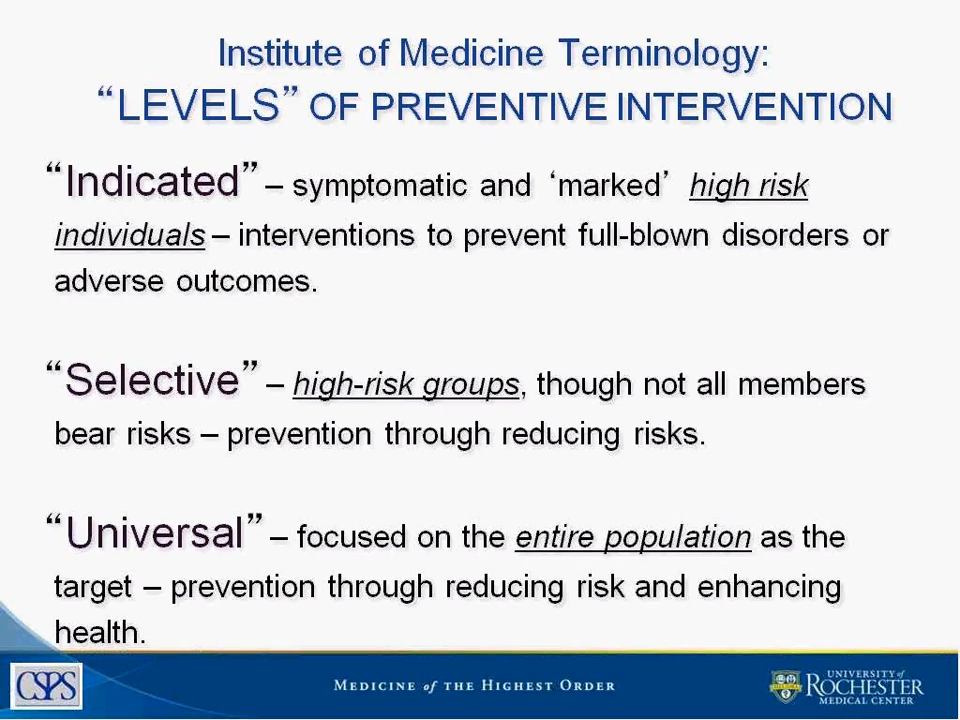 Institute of Medicine Terminology:
“LEVELS” OF PREVENTIVE INTERVENTION
“Indicated” – symptomatic and ‘marked’ high risk
individuals – interventions to prevent full-blown disorders or
adverse outcomes.
“Selective” – high-risk groups, though not all members
bear risks – prevention through reducing risks.
“Universal” – focused on the entire population as the
target – prevention through reducing risk and enhancing
health.
CSPS
MEDICINE of THE HIGHEST ORDER
UNIVERSITY of
ROCHESTER
MEDICAL CENTER